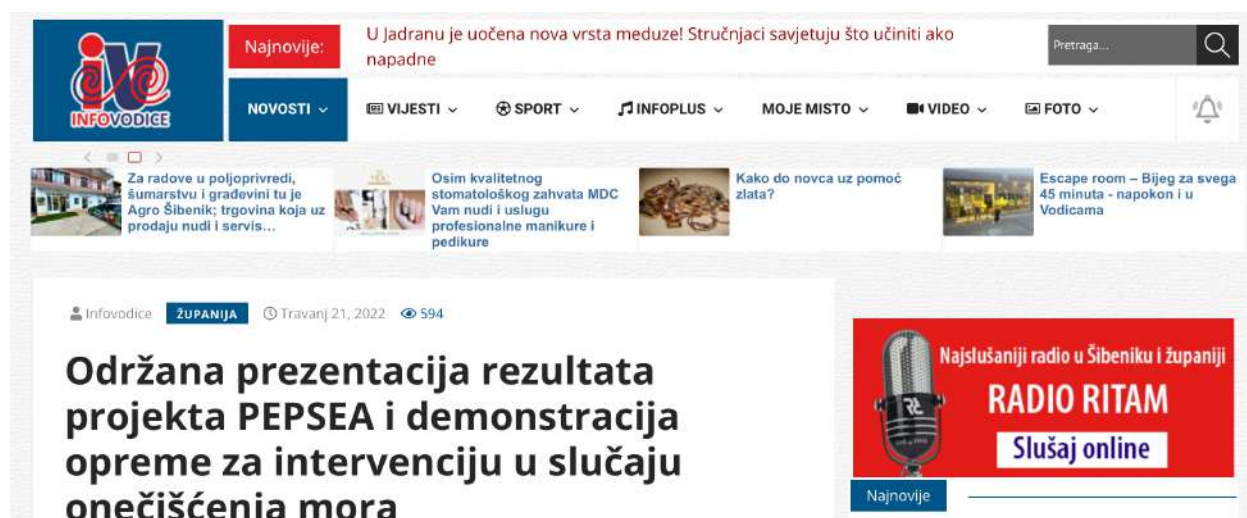 INFOVODICE
Najnovije:
U Jadranu je uočena nova vrsta meduze! Stručnjaci savjetuju što učiniti ako
napadne
Pretraga...
NOVOSTI
VIJESTI
SPORT
INFOPLUS
MOJE MISTO
VIDEO
FOTO
Za radove u poljoprivredi,
šumarstvu i građevini tu je
Agro Šibenik; trgovina koja uz
prodaju nudi i servis...
Osim kvalitetnog
stomatološkog zahvata MDC
Vam nudi i uslugu
profesionalne manikure i
pedikure
Kako do novca uz pomoć
zlata?
Escape room – Bijeg za svega
45 minuta - napokon i u
Vodicama
Infovodice ŽUPANIJA Travanj 21, 2022 594
Održana prezentacija rezultata
projekta PEPSEA i demonstracija
opreme za intervenciju u slučaju
onečišćenja mora
Najslušaniji radio u Šibeniku i županiji
RADIO RITAM
Slušaj online
Najnovije